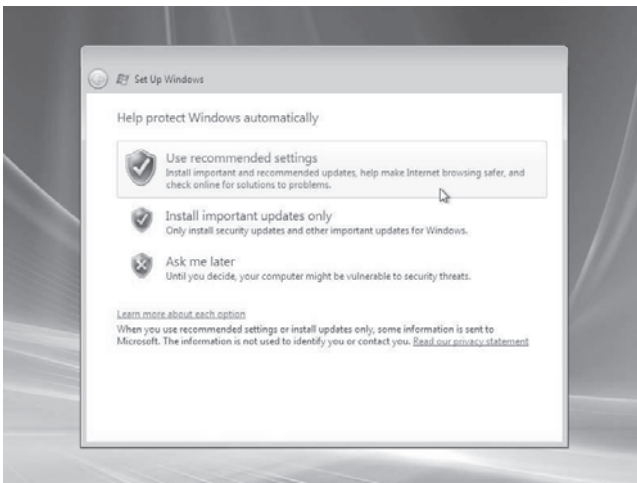 Set Up Windows
Help protect Windows automatically
Use recommended settings
Install important and recommended updates, help make Internet browsing safer, and
check online for solutions to problems.
Install important updates only
Only install security updates and other important updates for Windows.
Ask me later
Until you decide, your computer might be vulnerable to security threats.
Learn more about each option
When you use recommended settings or install updates only, some information is sent to
Microsoft. The information is not used to identify you or contact you. Read our privacy statement